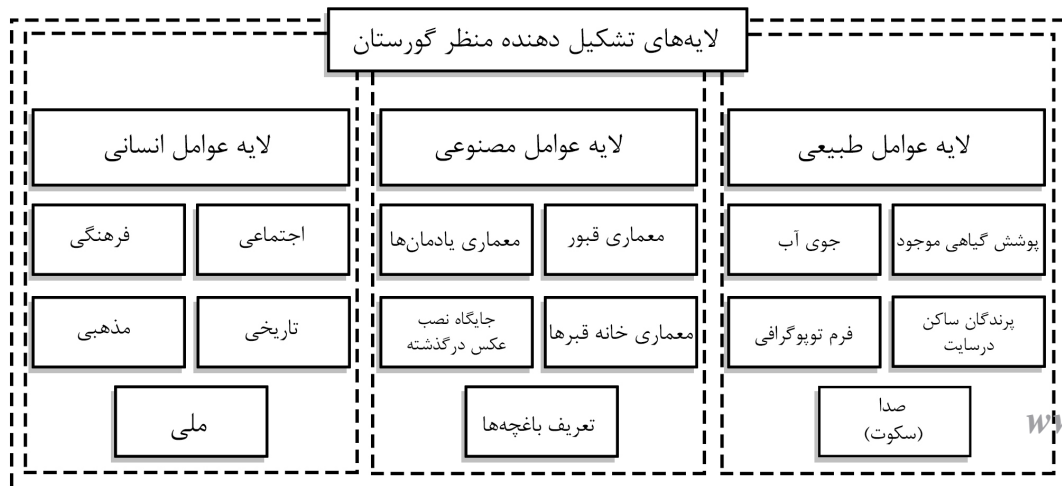 لایه‌های تشکیل دهنده منظر گورستان
لایه عوامل طبیعی
پوشش گیاهی موجود
جوی آب
پرندگان ساکن
درسایت
فرم توپوگرافی
صدا
(سکوت)
لایه عوامل مصنوعی
معماری قبور
معماری یادمان‌ها
معماری خانه قبرها
جایگاه نصب
عکس درگذشته
تعریف باغچه‌ها
لایه عوامل انسانی
اجتماعی
فرهنگی
تاریخی
مذهبی
ملی